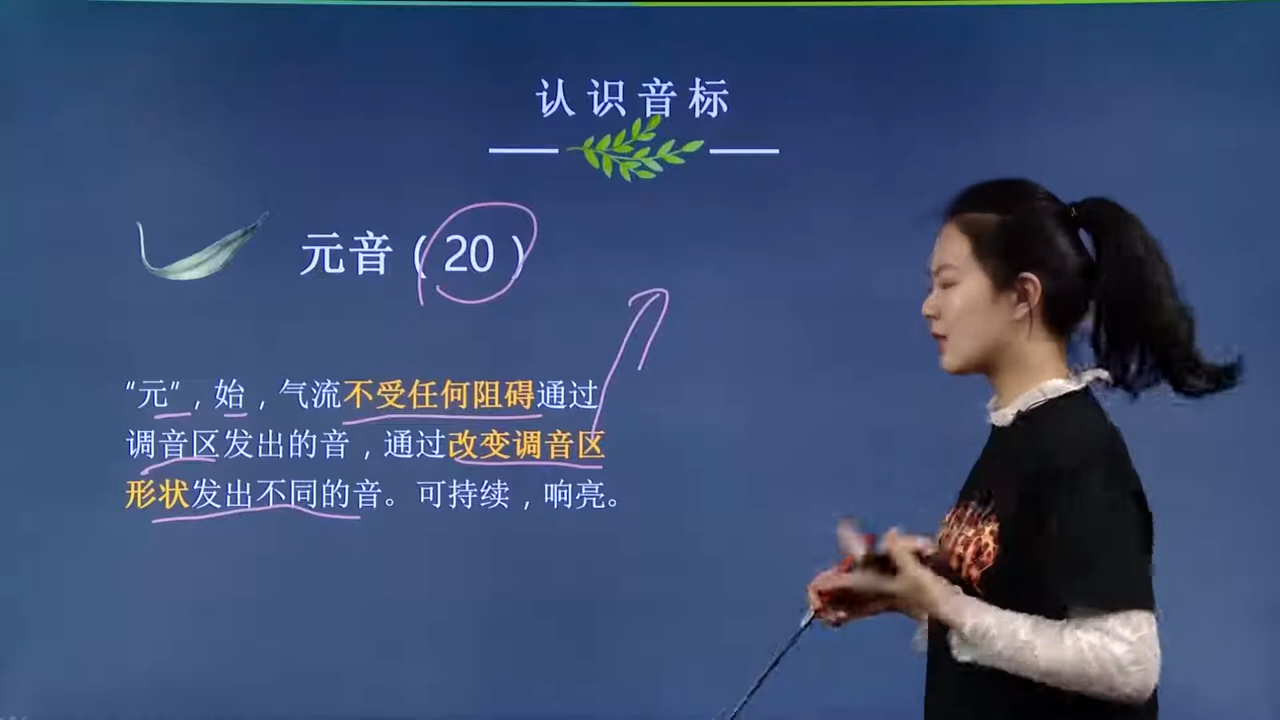 认识音标
元音（20）
“元”，始，气流不受任何阻碍通过
调音区发出的音，通过改变调音区
形状发出不同的音。可持续，响亮。